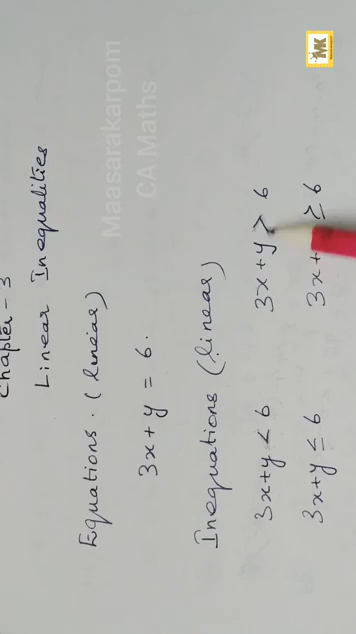 Chapter - 3
Linear Inequalities
Equations. (linear)
3x + y = 6.
Inequations (linear)
3x+y < 6 3x+y > 6
3x+y ≤ 6 3x+ ≥ 6
Maasarakarpom
CA Maths
MK